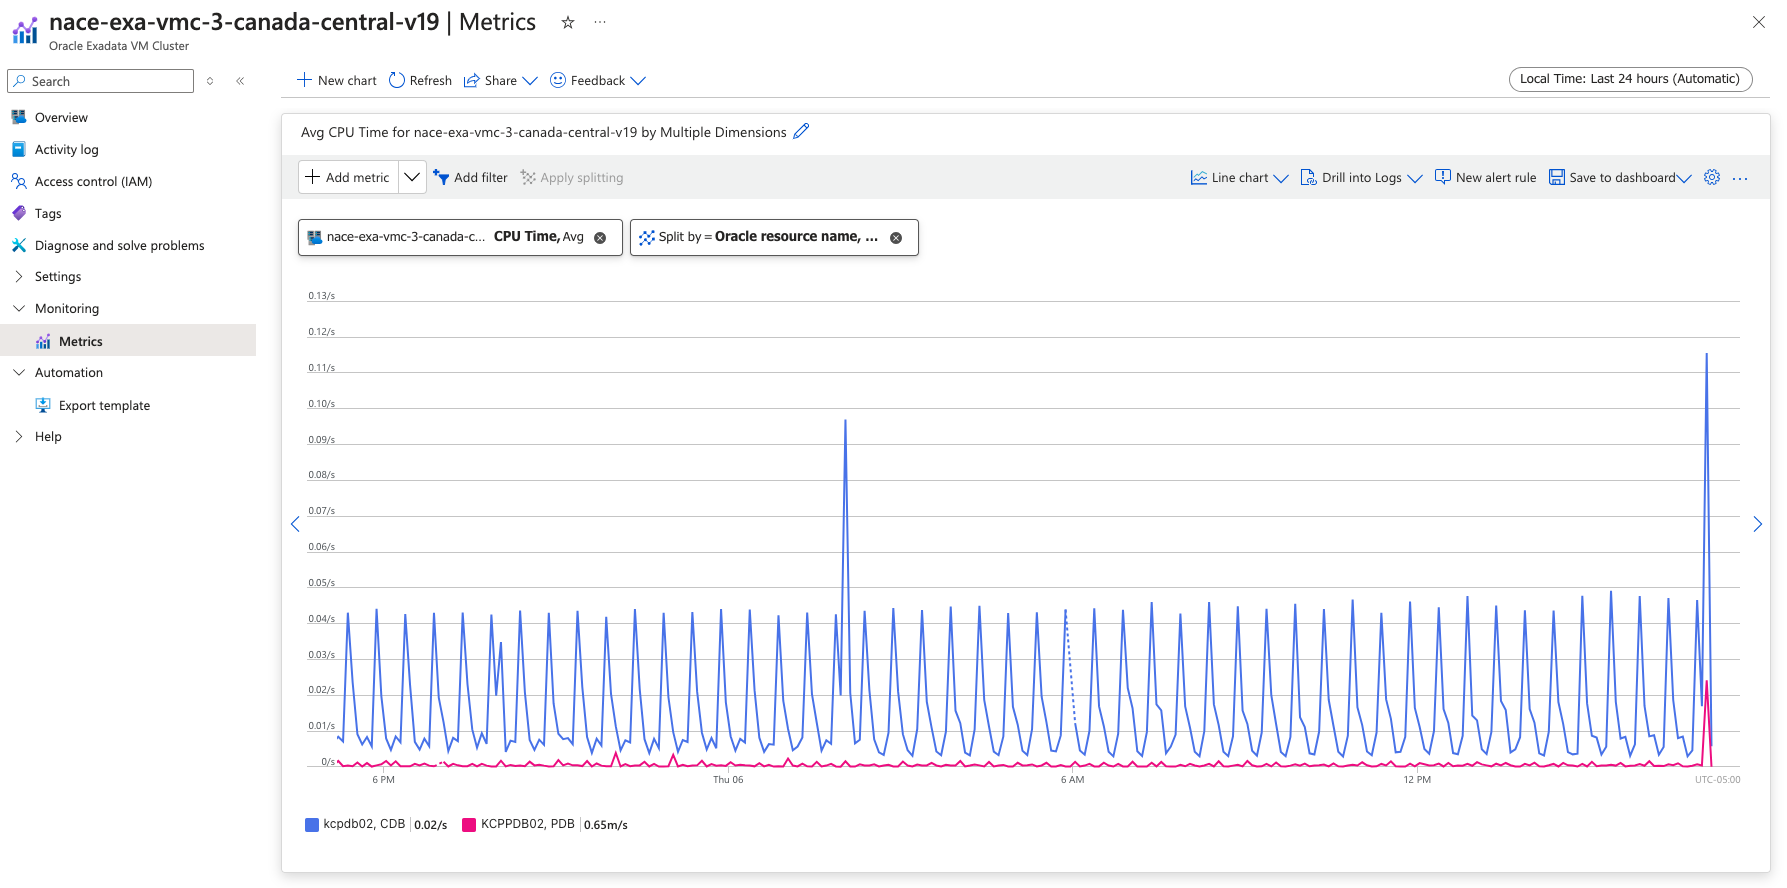 nace-exa-vmc-3-canada-central-v19 | Metrics
Oracle Exadata VM Cluster
Search
Overview
Activity log
Access control (IAM)
Tags
Diagnose and solve problems
Settings
Monitoring
Metrics
Automation
Export template
Help
New chart Refresh Share Feedback
Local Time: Last 24 hours (Automatic)
Avg CPU Time for nace-exa-vmc-3-canada-central-v19 by Multiple Dimensions
Add metric Add filter Apply splitting
Line chart Drill into Logs New alert rule Save to dashboard
nace-exa-vmc-3-canada-c... CPU Time, Avg
Split by = Oracle resource name, ...
0.13/s
0.12/s
0.11/s
0.10/s
0.09/s
0.08/s
0.07/s
0.06/s
0.05/s
0.04/s
0.03/s
0.02/s
0.01/s
0/s
6 PM Thu 06 6 AM 12 PM UTC-05:00
kcpdb02, CDB 0.02/s KCPPDB02, PDB 0.65m/s